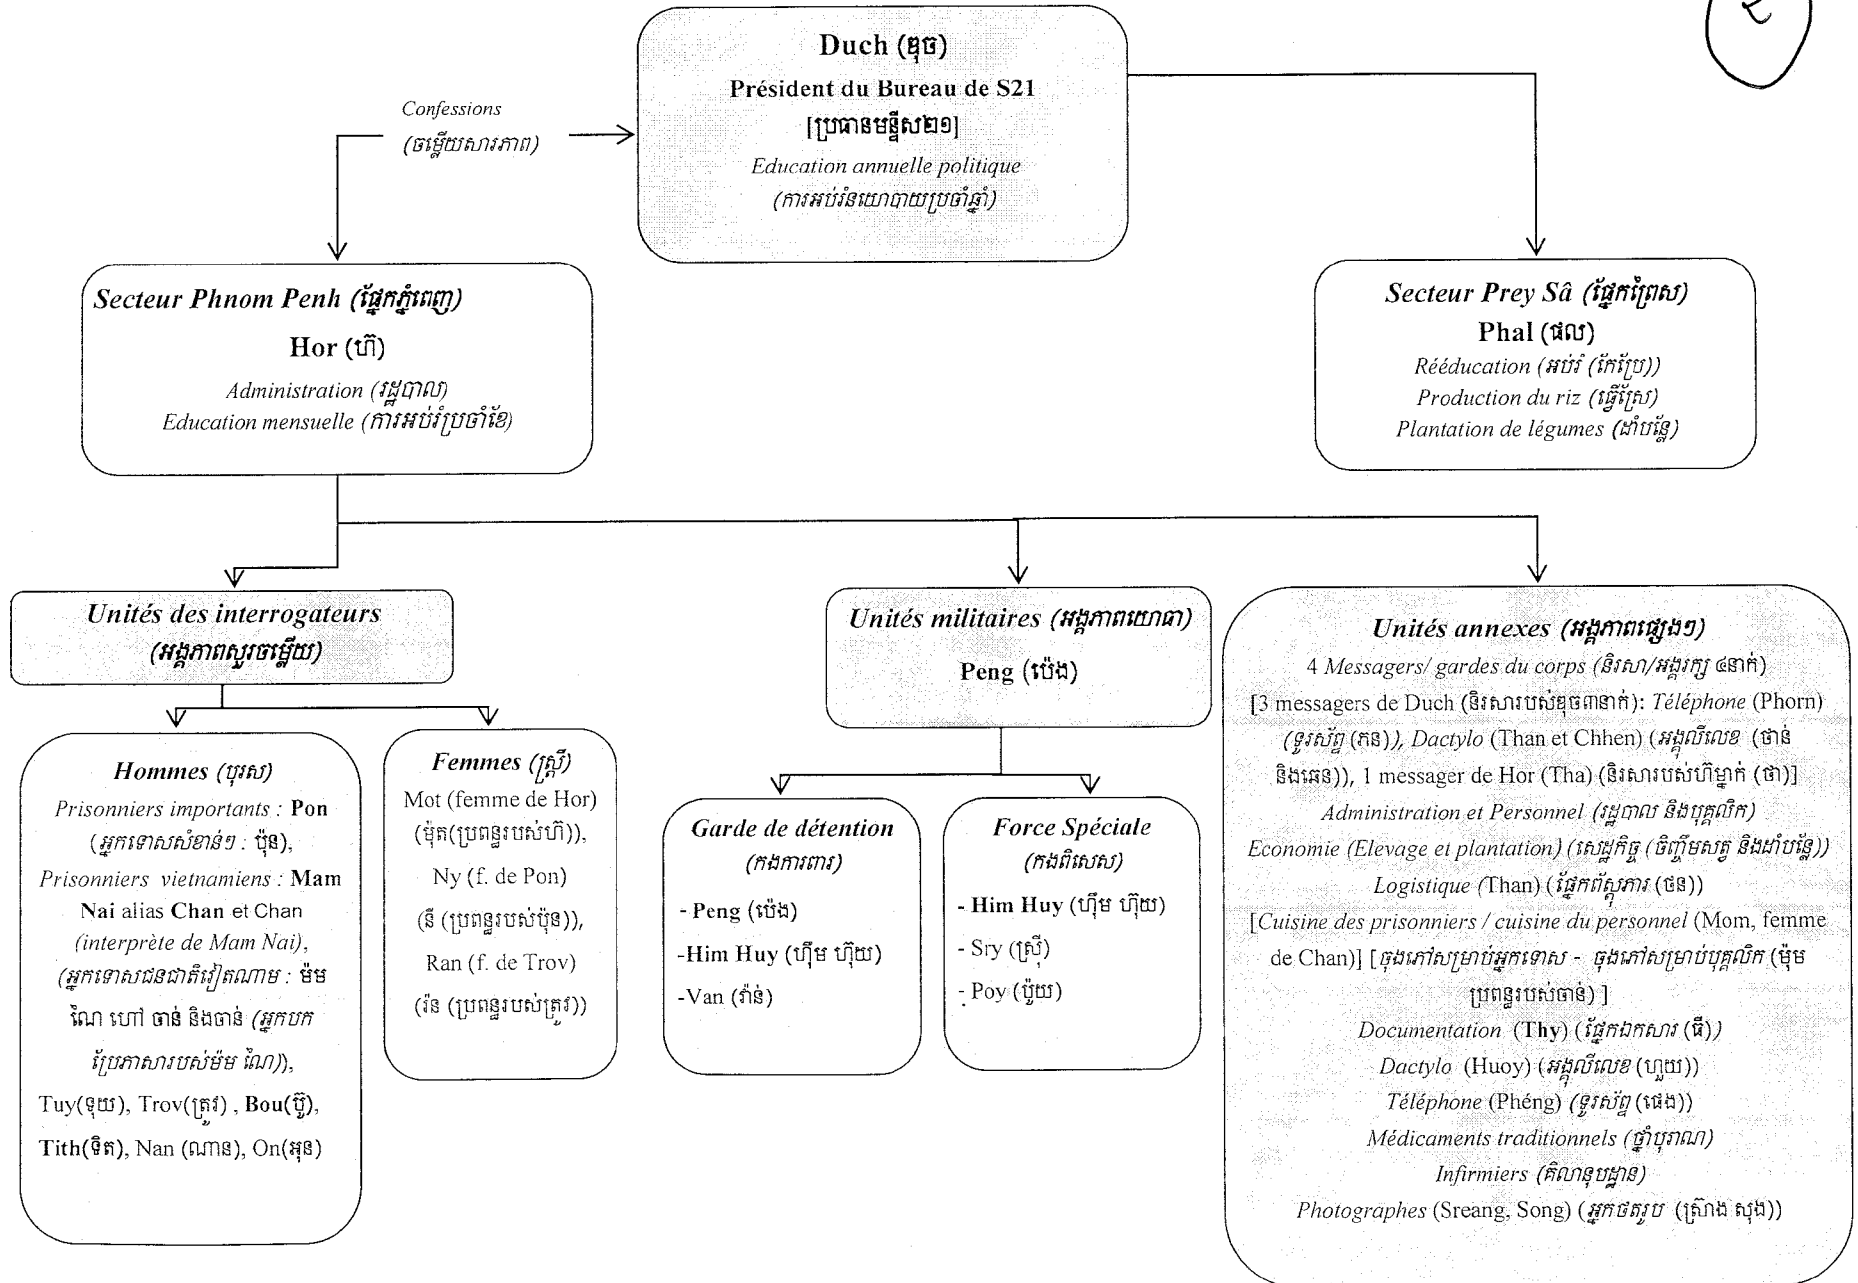 Duch (ឌុច)
Président du Bureau de S21
[ប្រធានមន្ទីស២១]
Education annuelle politique
(ការអប់រំនយោបាយប្រចាំឆ្នាំ)
Confessions
(ចម្លើយសារភាព)
Secteur Phnom Penh (ផ្នែកភ្នំពេញ)
Hor (ហ៊)
Administration (រដ្ឋបាល)
Education mensuelle (ការអប់រំប្រចាំខែ)
Secteur Prey Sâ (ផ្នែកព្រៃស)
Phal (ផល)
Rééducation (អប់រំ (កែប្រែ))
Production du riz (ធ្វើស្រែ)
Plantation de légumes (ដាំបន្លែ)
Unités des interrogateurs
(អង្គភាពសួរចម្លើយ)
Hommes (បុរស)
Prisonniers importants : Pon
(អ្នកទោសសំខាន់ៗ : ប៉ុន),
Prisonniers vietnamiens : Mam
Nai alias Chan et Chan
(interprète de Mam Nai),
(អ្នកទោសជនជាតិវៀតណាម : ម៉ម
ណៃ ហៅ ចាន់ និងចាន់ (អ្នកបក
ប្រែភាសារបស់ម៉ម ណៃ)),
Tuy(ទុយ), Trov(ត្រូវ) , Bou(ប៊ូ),
Tith(ទិត), Nan (ណាន), On(អុន)
Femmes (ស្ត្រី)
Mot (femme de Hor)
(ម៉ុត(ប្រពន្ធរបស់ហ៊)),
Ny (f. de Pon)
(នី (ប្រពន្ធរបស់ប៉ុន)),
Ran (f. de Trov)
(រ៉ន (ប្រពន្ធរបស់ត្រូវ))
Unités militaires (អង្គភាពយោធា)
Peng (ប៉េង)
Garde de détention
(កងការពារ)
- Peng (ប៉េង)
-Him Huy (ហ៊ឹម ហ៊ុយ)
-Van (វ៉ាន់)
Force Spéciale
(កងពិសេស)
- Him Huy (ហ៊ឹម ហ៊ុយ)
- Sry (ស្រ៊ី)
- Poy (ប៉ូយ)
Unités annexes (អង្គភាពផ្សេងៗ)
4 Messagers/ gardes du corps (និរសា/អង្គរក្ស ៤នាក់)
[3 messagers de Duch (និរសារបស់ឌុច៣នាក់): Téléphone (Phorn)
(ទូរស័ព្ទ (ភន)), Dactylo (Than et Chhen) (អង្គុលីលេខ (ថាន់
និងឆេន)), 1 messager de Hor (Tha) (និរសារបស់ហ៊ម្នាក់ (ថា)]
Administration et Personnel (រដ្ឋបាល និងបុគ្គលិក)
Economie (Elevage et plantation) (សេដ្ឋកិច្ច (ចិញ្ចឹមសត្វ និងដាំបន្លែ))
Logistique (Than) (ផ្នែកភ័ស្តុភារ (ថន))
[Cuisine des prisonniers / cuisine du personnel (Mom, femme
de Chan)] [ចុងភៅសម្រាប់អ្នកទោស - ចុងភៅសម្រាប់បុគ្គលិក (ម៉ុម
ប្រពន្ធរបស់ចាន់) ]
Documentation (Thy) (ផ្នែកឯកសារ (ធី))
Dactylo (Huoy) (អង្គុលីលេខ (ហួយ))
Téléphone (Phéng) (ទូរស័ព្ទ (ផេង))
Médicaments traditionnels (ថ្នាំបុរាណ)
Infirmiers (គិលានុបដ្ឋាន)
Photographes (Sreang, Song) (អ្នកថតរូប (ស្រ៊ាង សុង))